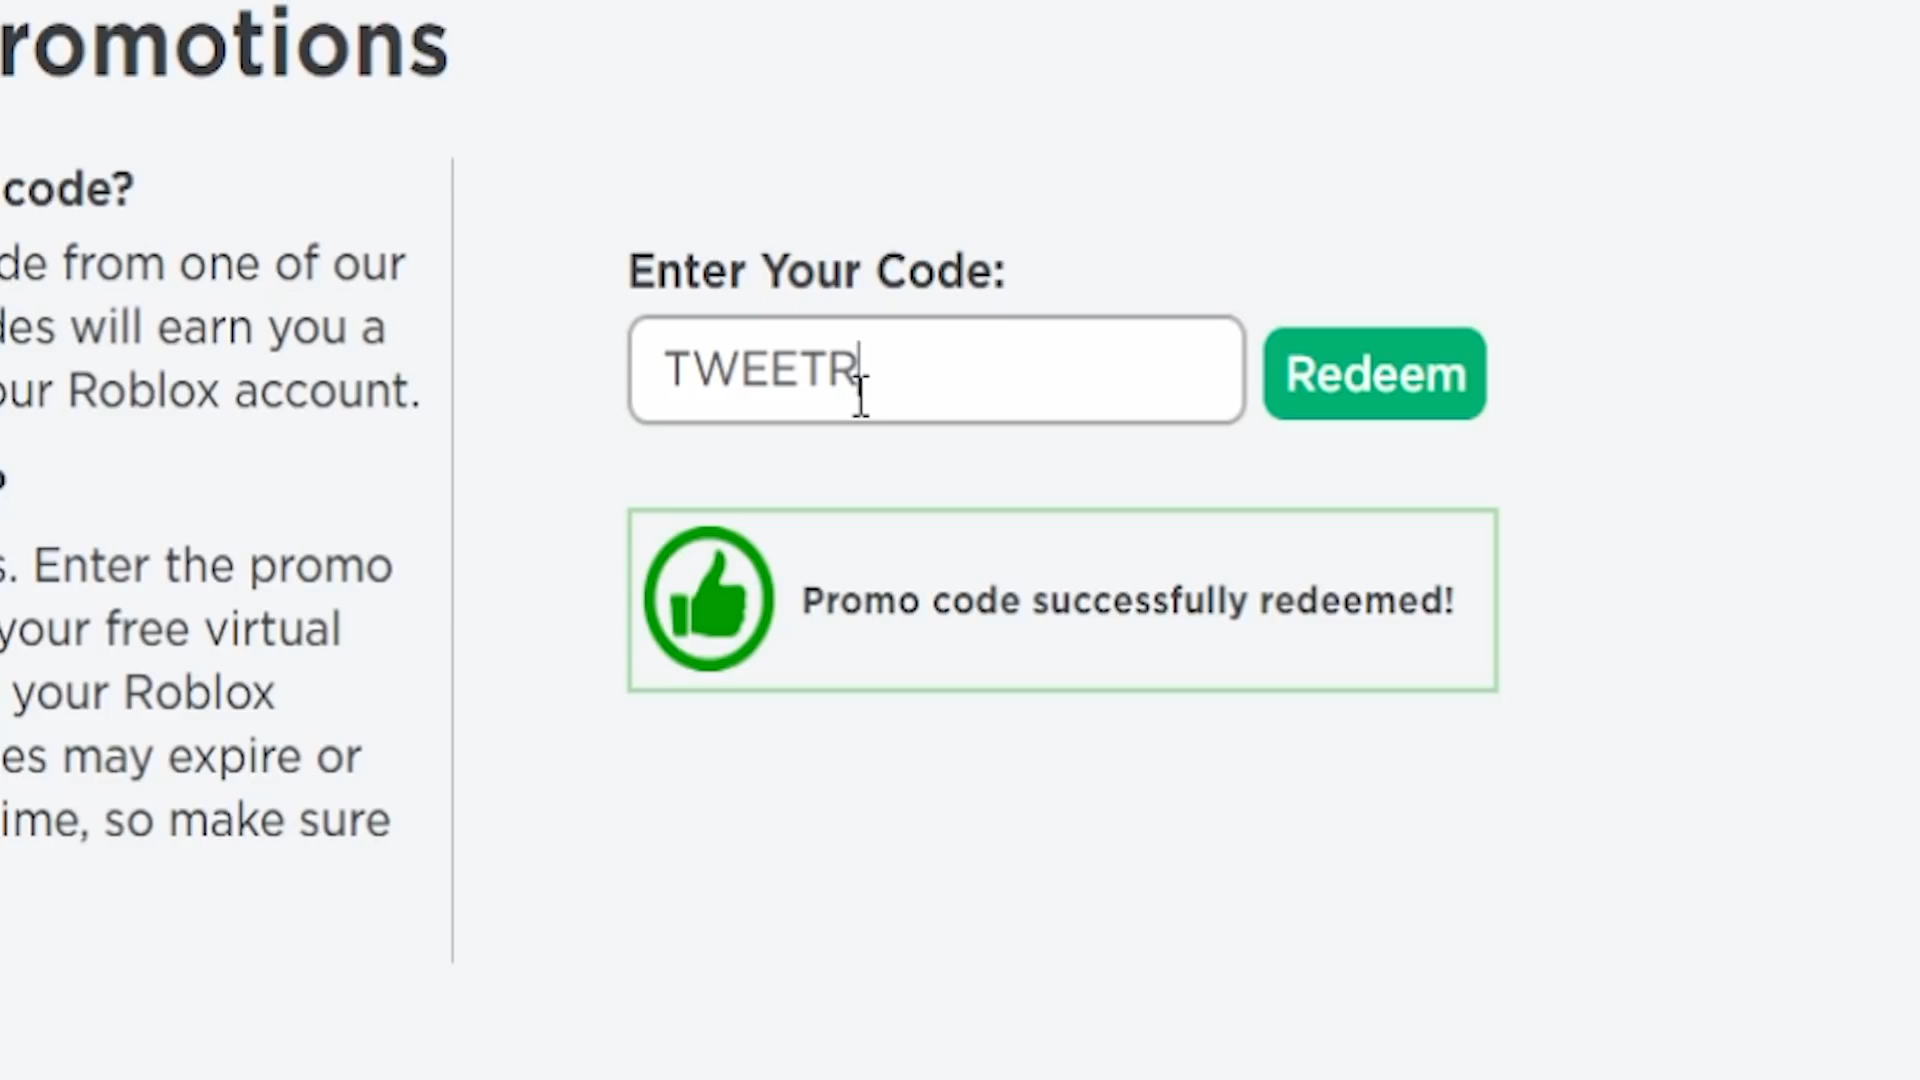 romotions
code?
de from one of our
des will earn you a
our Roblox account.
s. Enter the promo
your free virtual
your Roblox
es may expire or
ime, so make sure
Enter Your Code:
TWEETR
Redeem
Promo code successfully redeemed!